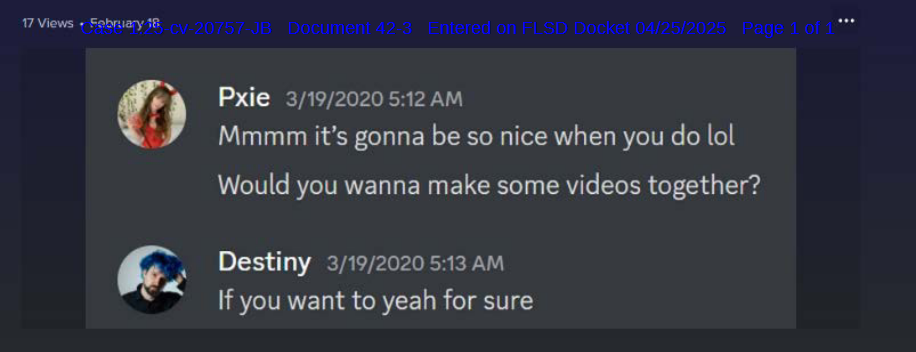 17 Views • February 18
Case 1:25-cv-20757-JB Document 42-3 Entered on FLSD Docket 04/25/2025 Page 1 of 1
Pxie 3/19/2020 5:12 AM
Mmmm it's gonna be so nice when you do lol
Would you wanna make some videos together?
Destiny 3/19/2020 5:13 AM
If you want to yeah for sure